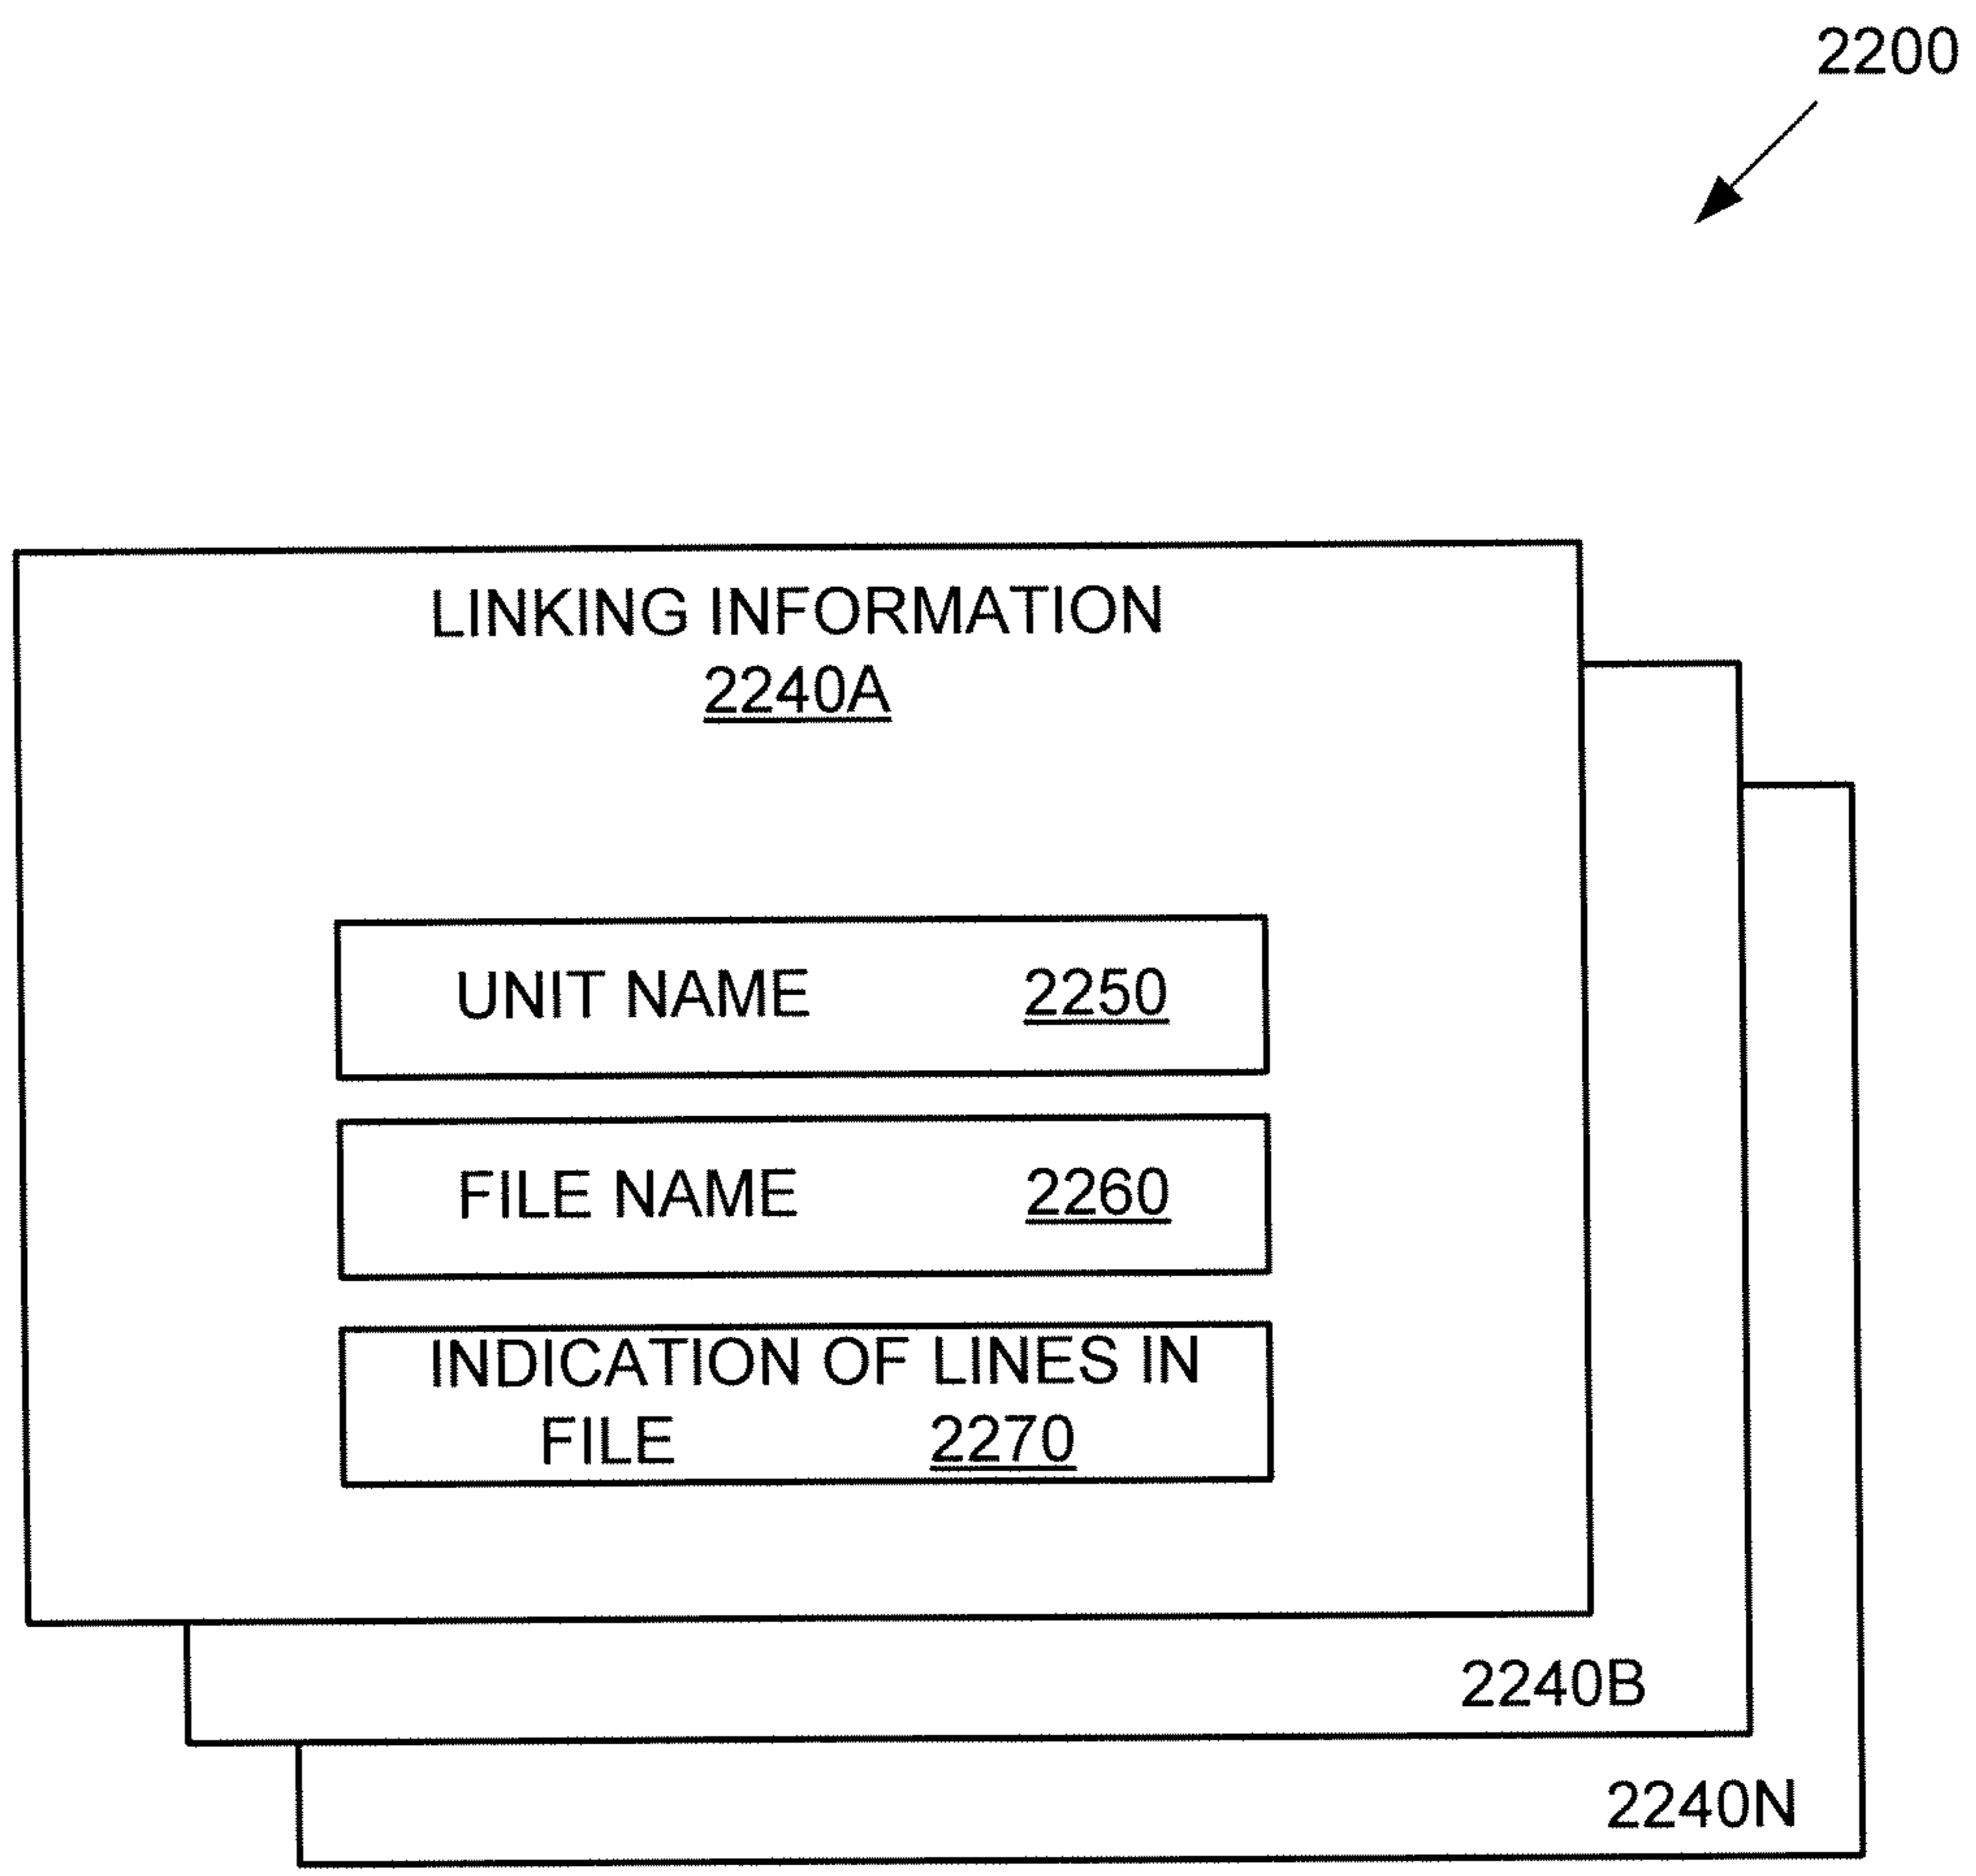 2200
LINKING INFORMATION
2240A
UNIT NAME 2250
FILE NAME 2260
INDICATION OF LINES IN
FILE 2270
2240B
2240N